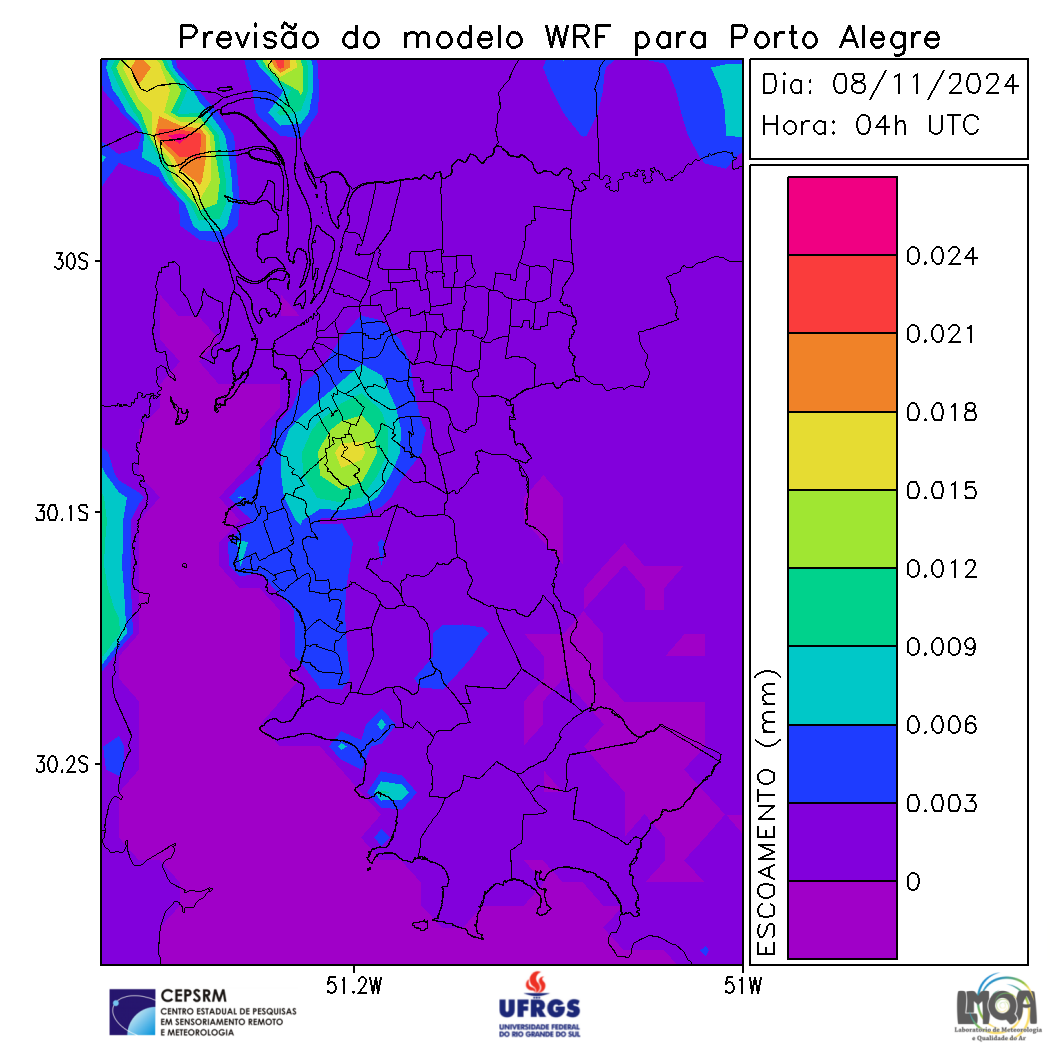 Previsão do modelo WRF para Porto Alegre
Dia: 08/11/2024
Hora: 04h UTC
30S
30.1S
30.2S
51.2W
51W
ESCOAMENTO (mm)
0.024
0.021
0.018
0.015
0.012
0.009
0.006
0.003
0
CEPSRM
CENTRO ESTADUAL DE PESQUISAS
EM SENSORIAMENTO REMOTO
E METEOROLOGIA
UFRGS
UNIVERSIDADE FEDERAL
DO RIO GRANDE DO SUL
LMQA
Laboratório de Meteorologia
e Qualidade do Ar